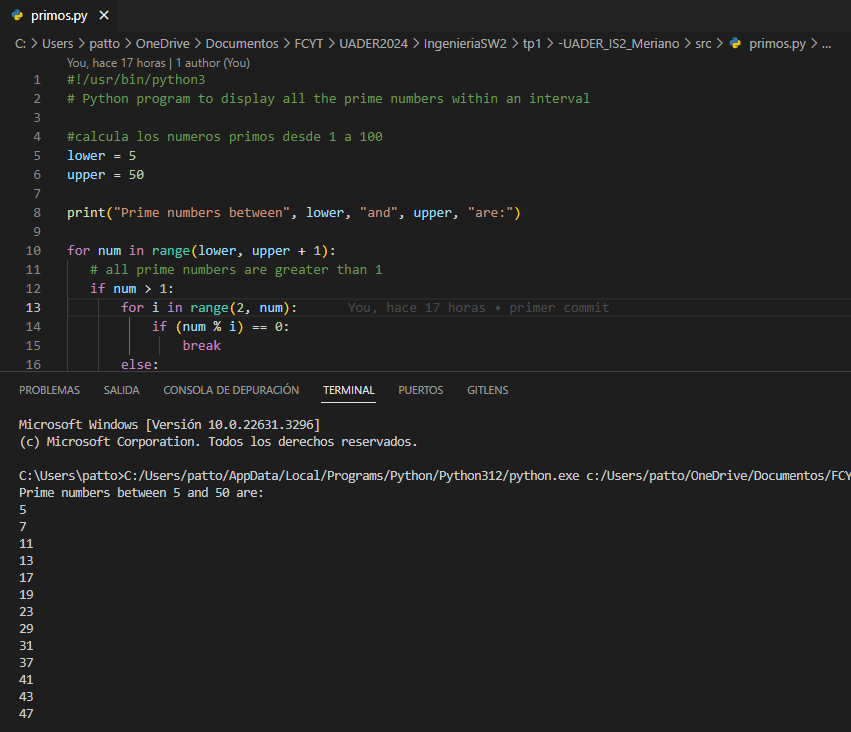 primos.py
C: > Users > patto > OneDrive > Documentos > FCYT > UADER2024 > IngenieriaSW2 > tp1 > -UADER_IS2_Meriano > src > primos.py > ...
You, hace 17 horas | 1 author (You)
1 #!/usr/bin/python3
2 # Python program to display all the prime numbers within an interval
3
4 #calcula los numeros primos desde 1 a 100
5 lower = 5
6 upper = 50
7
8 print("Prime numbers between", lower, "and", upper, "are:")
9
10 for num in range(lower, upper + 1):
11    # all prime numbers are greater than 1
12    if num > 1:
13        for i in range(2, num):    You, hace 17 horas • primer commit
14            if (num % i) == 0:
15                break
16        else:
PROBLEMAS SALIDA CONSOLA DE DEPURACIÓN TERMINAL PUERTOS GITLENS
Microsoft Windows [Versión 10.0.22631.3296]
(c) Microsoft Corporation. Todos los derechos reservados.
C:\Users\patto>C:/Users/patto/AppData/Local/Programs/Python/Python312/python.exe c:/Users/patto/OneDrive/Documentos/FCY
Prime numbers between 5 and 50 are:
5
7
11
13
17
19
23
29
31
37
41
43
47